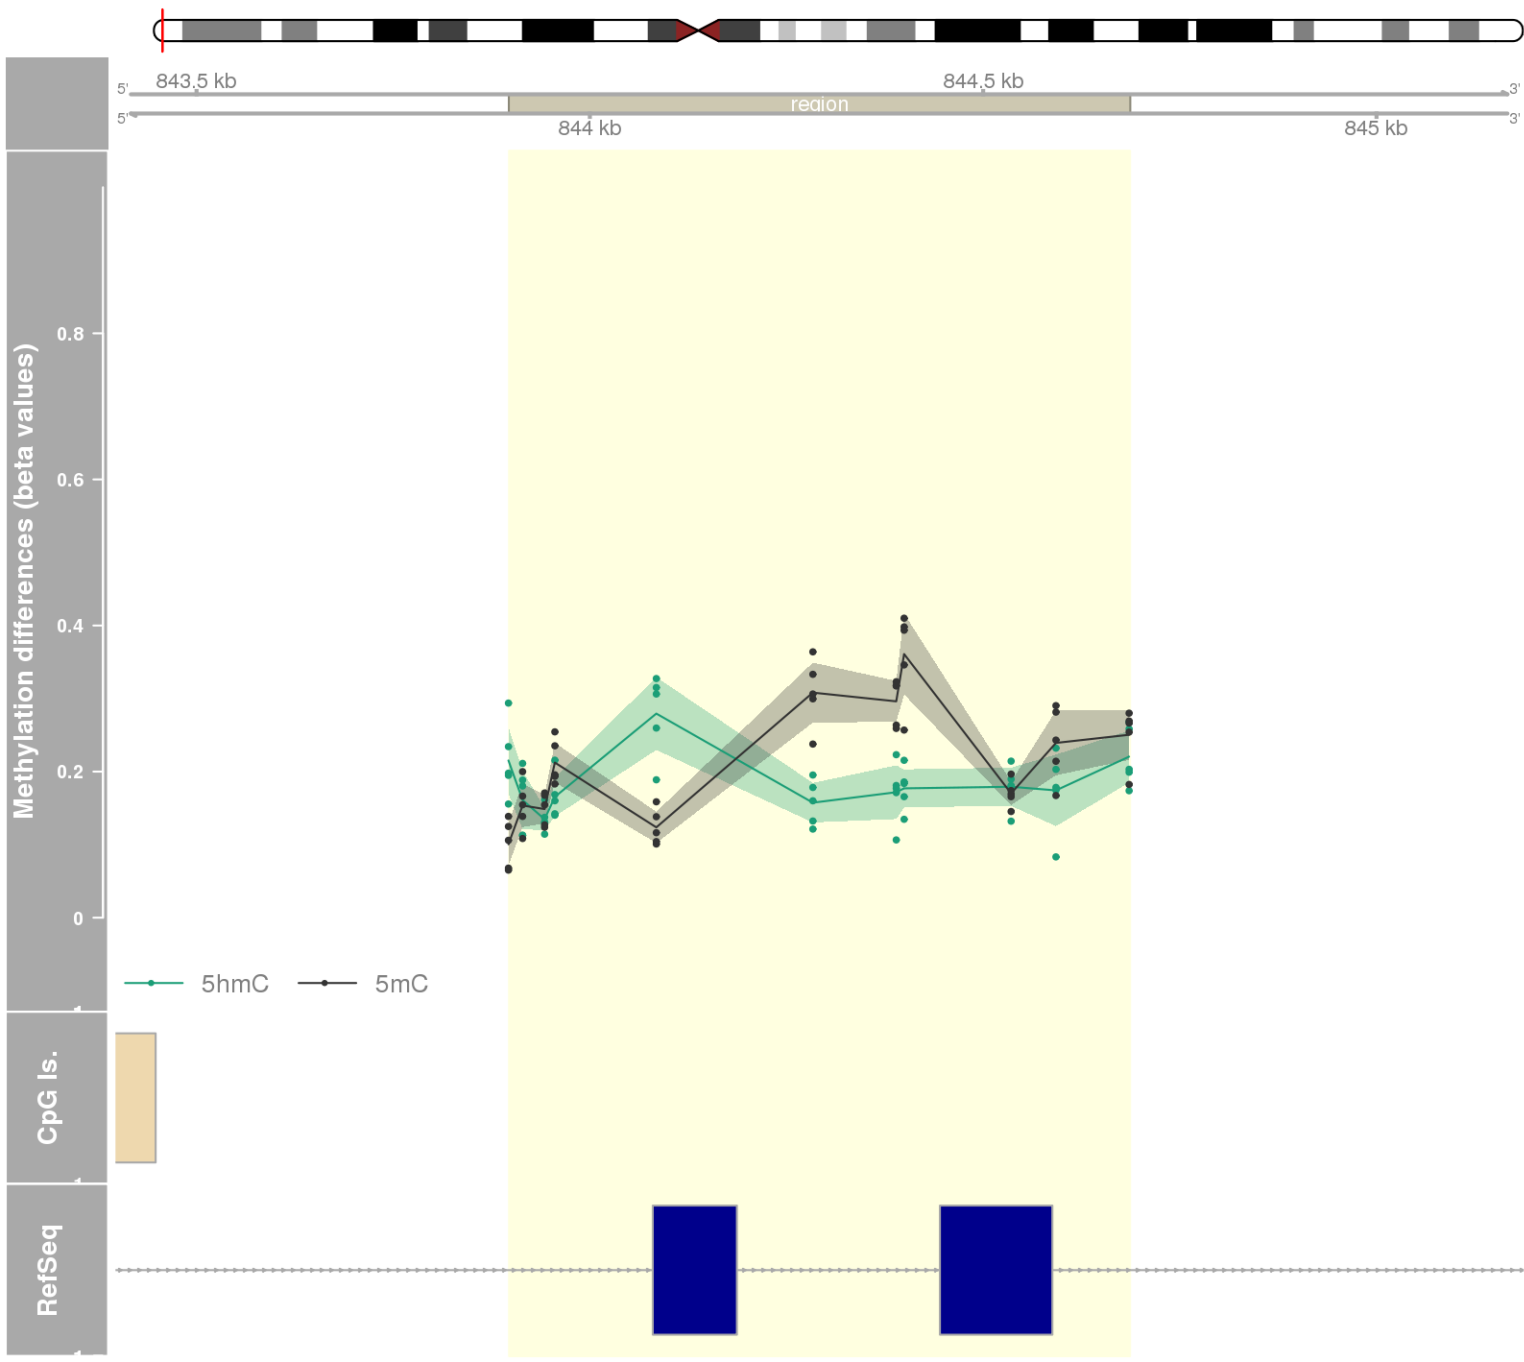 843.5 kb
844.5 kb
5'
3'
region
5'
3'
844 kb
845 kb
Methylation differences (beta values)
0.8
0.6
0.4
0.2
0
5hmC
5mC
CpG Is.
RefSeq